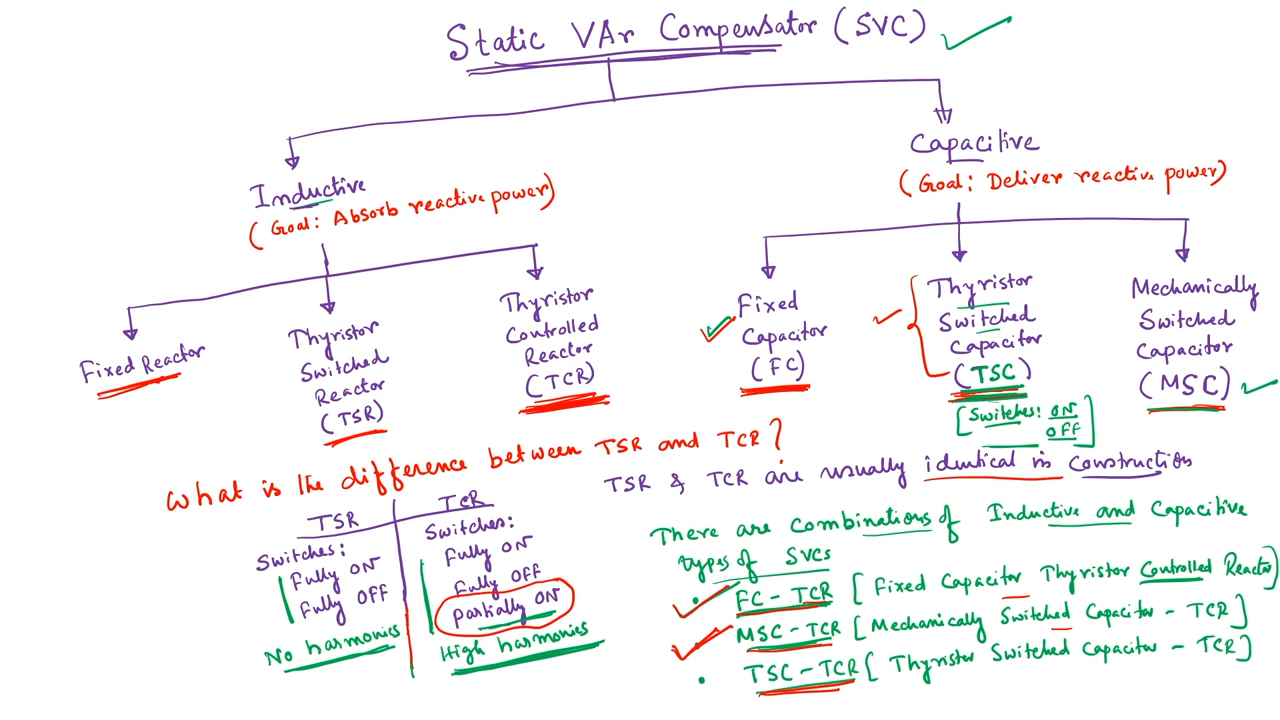 Static VAr Compensator (SVC)
Inductive
(Goal: Absorb reactive power)
Capacitive
(Goal: Deliver reactive power)
Fixed Reactor
Thyristor
Switched
Reactor
(TSR)
Thyristor
Controlled
Reactor
(TCR)
Fixed
Capacitor
(FC)
Thyristor
Switched
Capacitor
(TSC)
[Switches: ON
OFF]
Mechanically
Switched
Capacitor
(MSC)
What is the difference between TSR and TCR?
TSR & TCR are usually identical in construction
TSR
Switches:
Fully ON
Fully OFF
No harmonics
TCR
Switches:
Fully ON
Fully OFF
Partially ON
High harmonics
There are combinations of Inductive and Capacitive
types of SVCs
• FC - TCR [Fixed Capacitor Thyristor Controlled Reactor]
MSC - TCR [Mechanically Switched Capacitor - TCR]
• TSC - TCR [Thyristor Switched Capacitor - TCR]